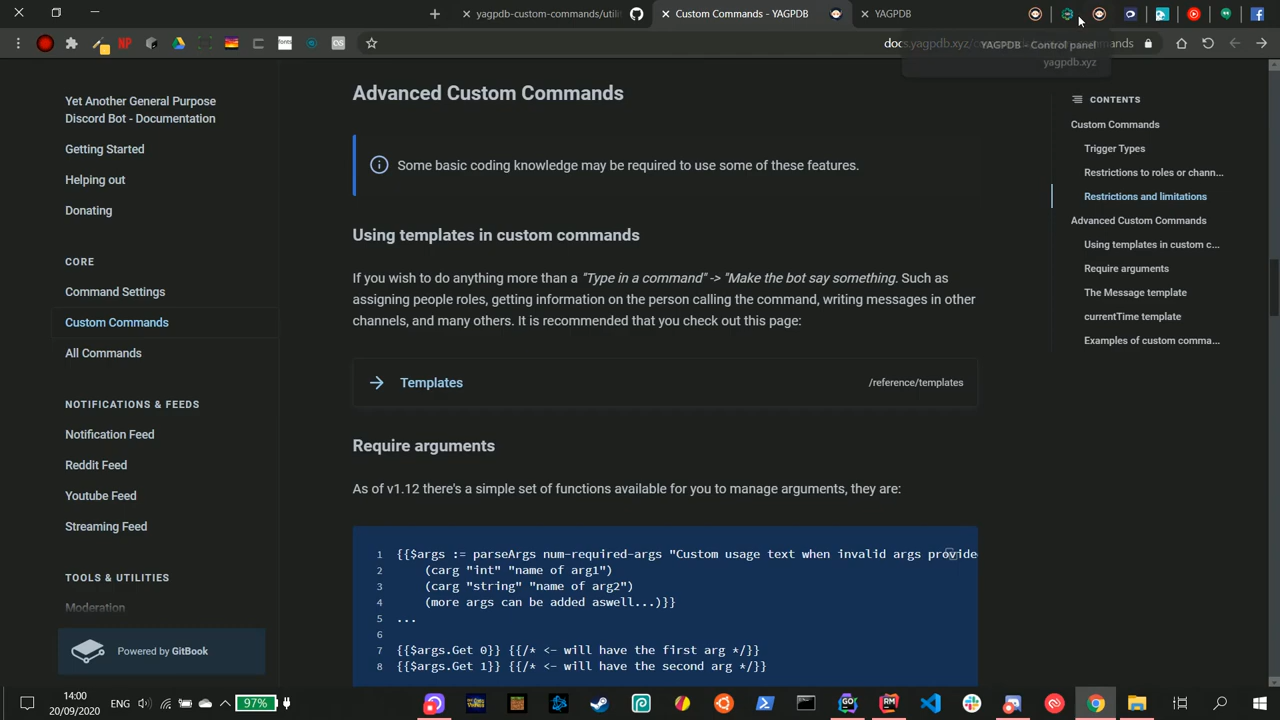 yagpdb-custom-commands/utili
Custom Commands - YAGPDB
YAGPDB
docs.yagpdb.xyz/
YAGPDB - Control panel
yagpdb.xyz
Yet Another General Purpose
Discord Bot - Documentation
Getting Started
Helping out
Donating
CORE
Command Settings
Custom Commands
All Commands
NOTIFICATIONS & FEEDS
Notification Feed
Reddit Feed
Youtube Feed
Streaming Feed
TOOLS & UTILITIES
Moderation
Powered by GitBook
Advanced Custom Commands
Some basic coding knowledge may be required to use some of these features.
Using templates in custom commands
If you wish to do anything more than a "Type in a command" -> "Make the bot say something. Such as
assigning people roles, getting information on the person calling the command, writing messages in other
channels, and many others. It is recommended that you check out this page:
Templates /reference/templates
Require arguments
As of v1.12 there's a simple set of functions available for you to manage arguments, they are:
1 {{$args := parseArgs num-required-args "Custom usage text when invalid args provide
2 (carg "int" "name of arg1")
3 (carg "string" "name of arg2")
4 (more args can be added aswell...)}}
5 ...
6
7 {{$args.Get 0}} {{/* <- will have the first arg */}}
8 {{$args.Get 1}} {{/* <- will have the second arg */}}
CONTENTS
Custom Commands
Trigger Types
Restrictions to roles or chann...
Restrictions and limitations
Advanced Custom Commands
Using templates in custom c...
Require arguments
The Message template
currentTime template
Examples of custom comma...
14:00
20/09/2020
ENG
97%